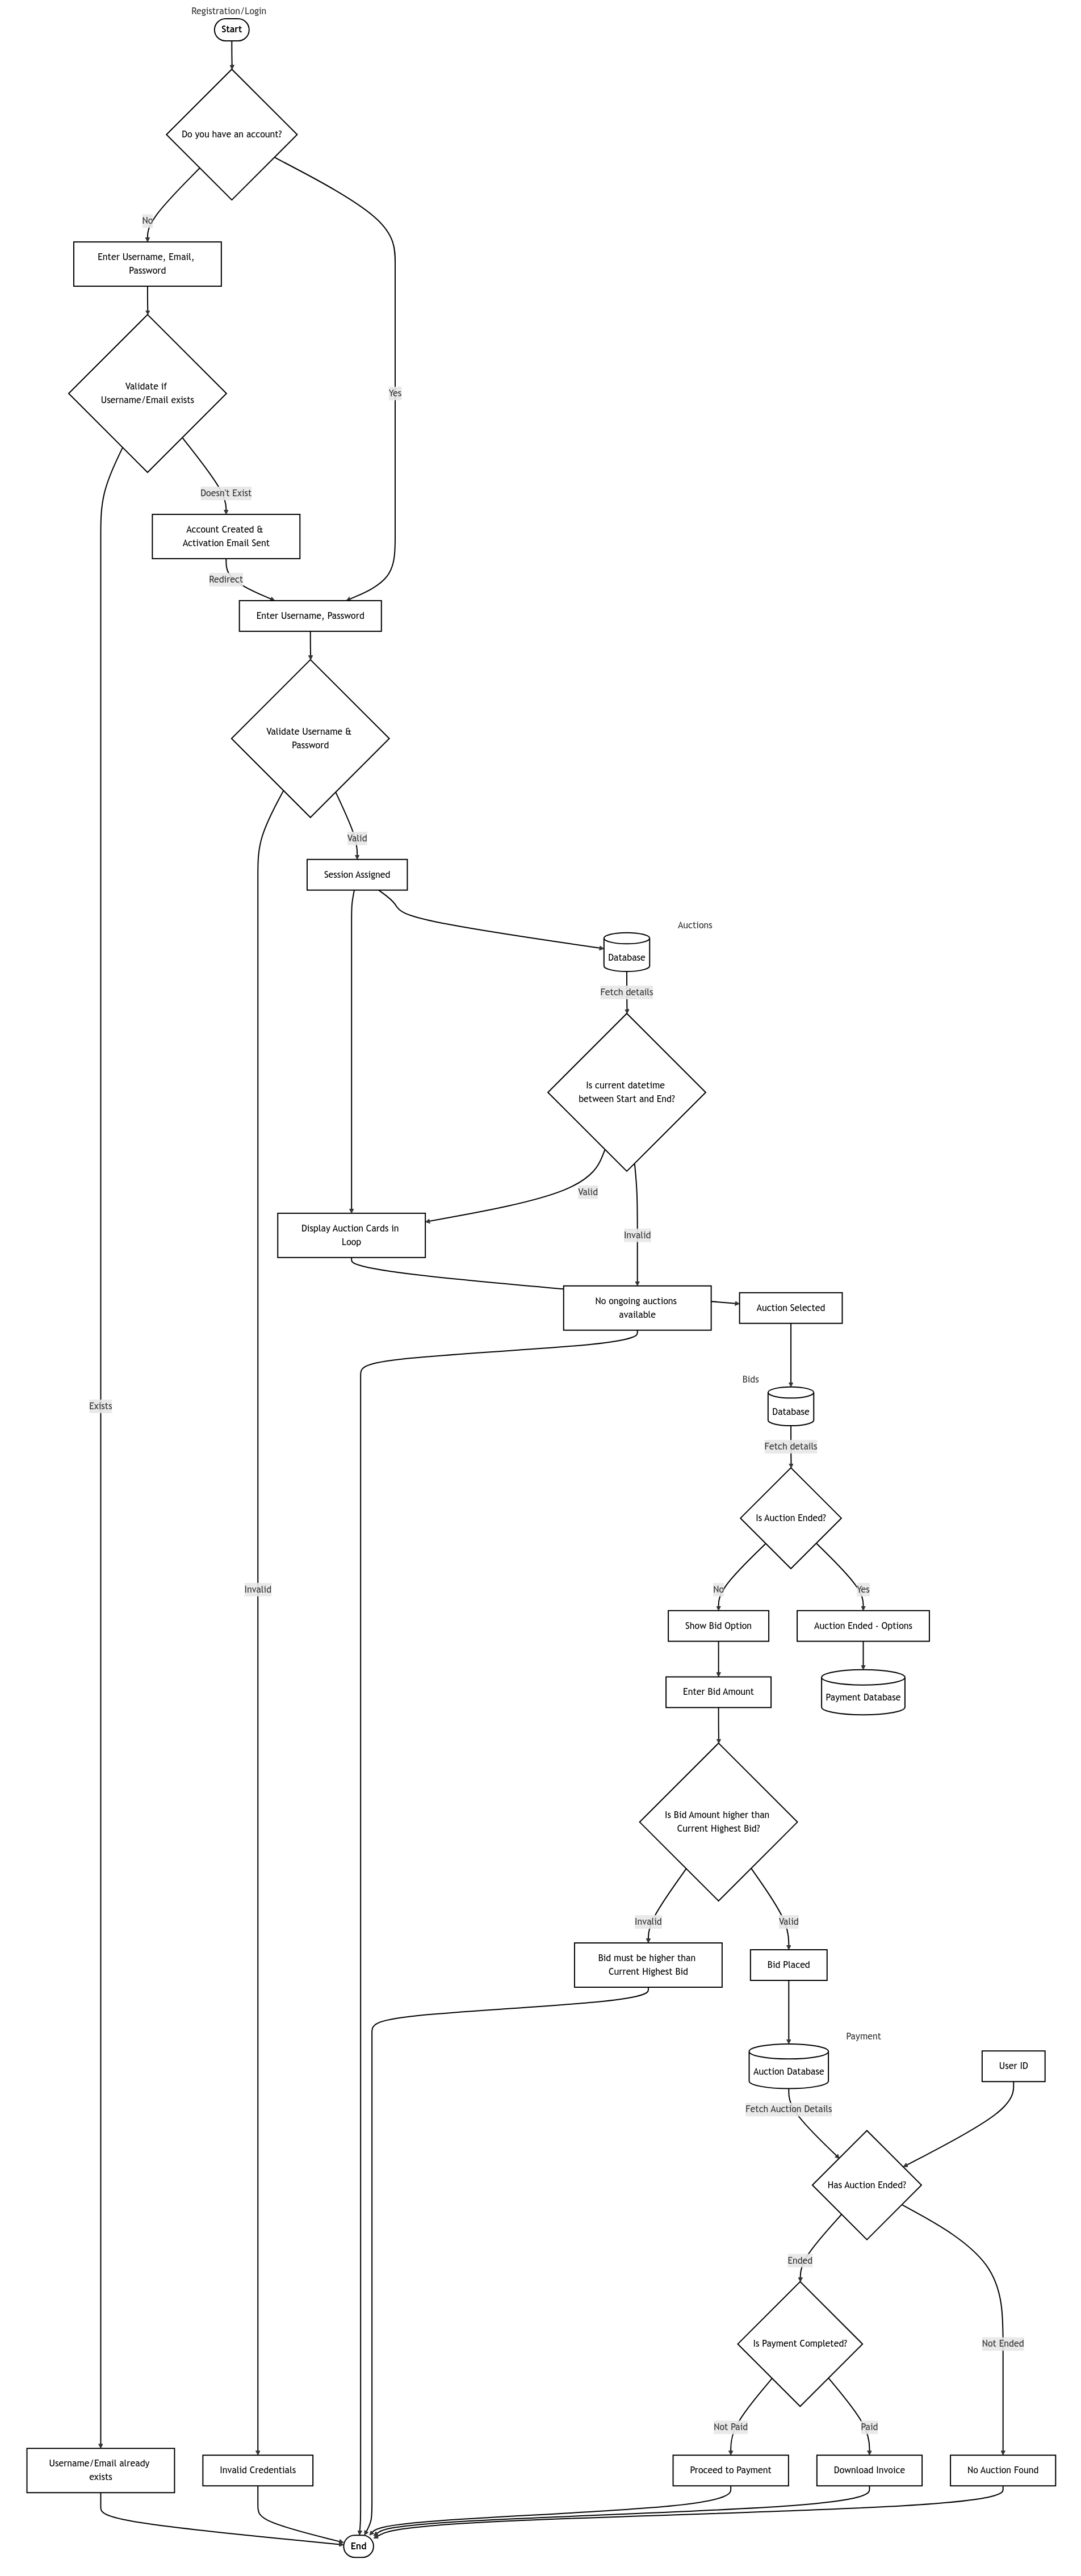 Registration/Login
Start
Do you have an account?
No
Enter Username, Email,
Password
Yes
Validate if
Username/Email exists
Doesn't Exist
Account Created &
Activation Email Sent
Redirect
Enter Username, Password
Validate Username &
Password
Valid
Session Assigned
Auctions
Database
Fetch details
Is current datetime
between Start and End?
Valid
Display Auction Cards in
Loop
Invalid
No ongoing auctions
available
Auction Selected
Bids
Exists
Database
Fetch details
Is Auction Ended?
Invalid
No
Yes
Show Bid Option
Auction Ended - Options
Enter Bid Amount
Payment Database
Is Bid Amount higher than
Current Highest Bid?
Invalid
Valid
Bid must be higher than
Current Highest Bid
Bid Placed
Payment
Auction Database
User ID
Fetch Auction Details
Has Auction Ended?
Ended
Is Payment Completed?
Not Ended
Not Paid
Paid
Username/Email already
exists
Invalid Credentials
Proceed to Payment
Download Invoice
No Auction Found
End